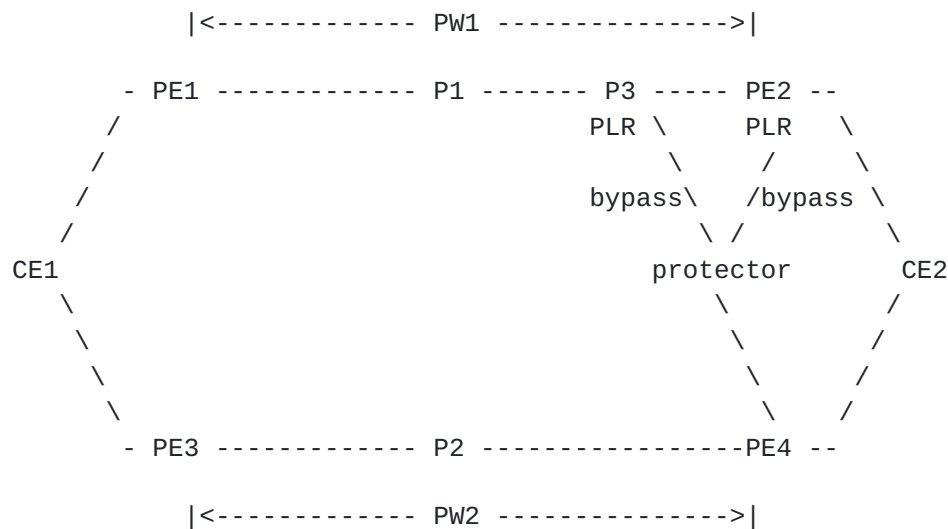 |<------------- PW1 --------------->|
- PE1 ------------- P1 ------- P3 ----- PE2 --
/ PLR \ PLR \
/ \ / \
/ bypass\ /bypass \
/ \ / \
CE1 protector CE2
\ \ /
\ \ /
\ \ /
\ \ /
- PE3 ------------- P2 -----------------PE4 --
|<------------- PW2 --------------->|